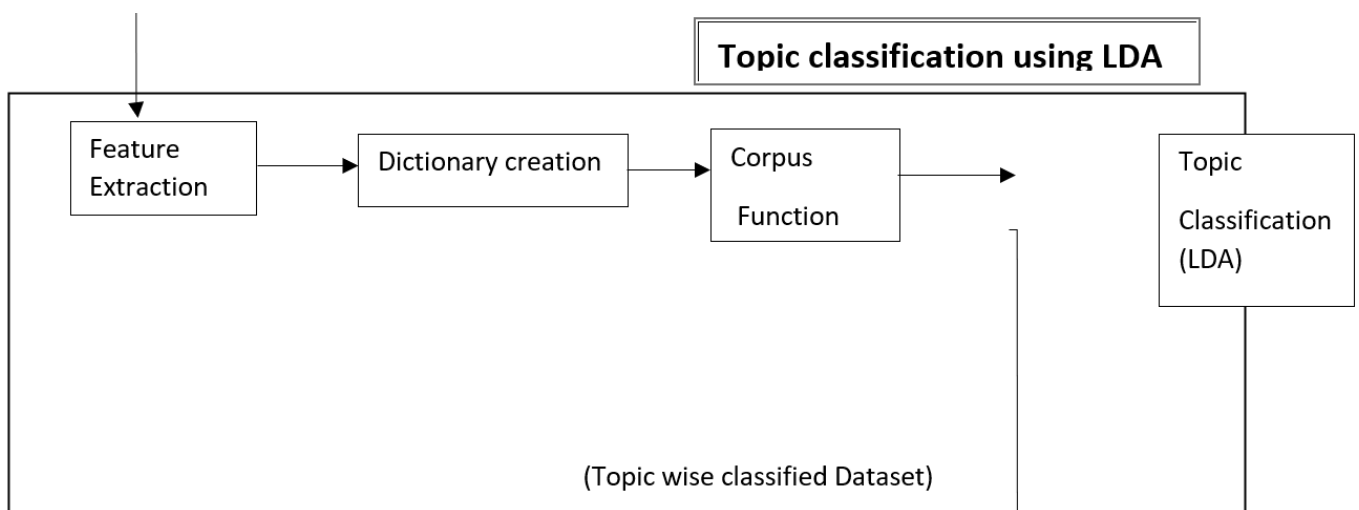 Topic classification using LDA
Feature
Extraction
Dictionary creation
Corpus
Function
Topic
Classification
(LDA)
(Topic wise classified Dataset)